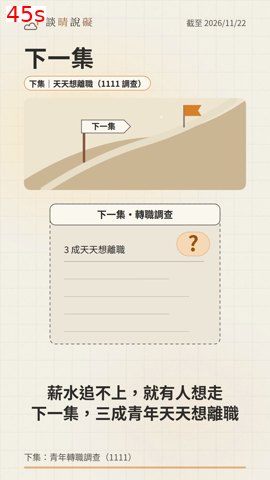 45s
談晴說礙
截至 2026/11/22
下一集
下集｜天天想離職（1111 調查）
下一集
下一集・轉職調查
3 成天天想離職
?
薪水追不上，就有人想走
下一集，三成青年天天想離職
下集：青年轉職調查（1111）